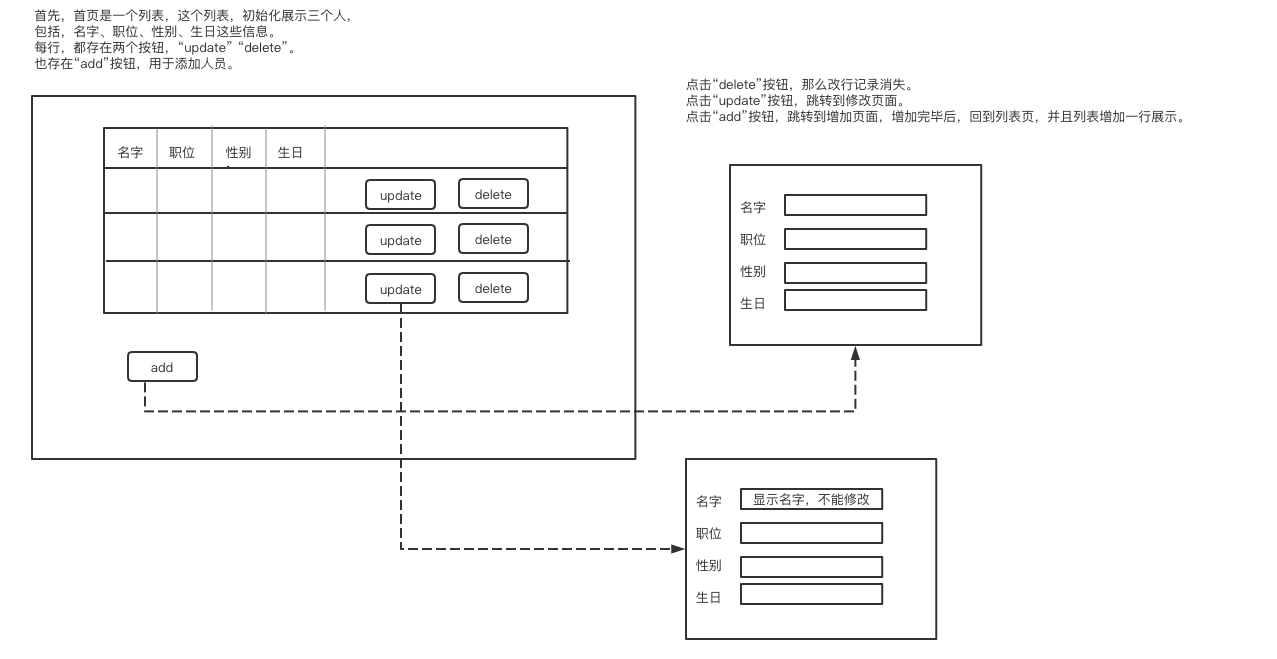 首先，首页是一个列表，这个列表，初始化展示三个人，
包括，名字、职位、性别、生日这些信息。
每行，都存在两个按钮，“update” “delete”。
也存在“add”按钮，用于添加人员。
点击“delete”按钮，那么改行记录消失。
点击“update”按钮，跳转到修改页面。
点击“add”按钮，跳转到增加页面，增加完毕后，回到列表页，并且列表增加一行展示。
名字 职位 性别 生日
update delete
update delete
update delete
add
名字
职位
性别
生日
名字 显示名字，不能修改
职位
性别
生日